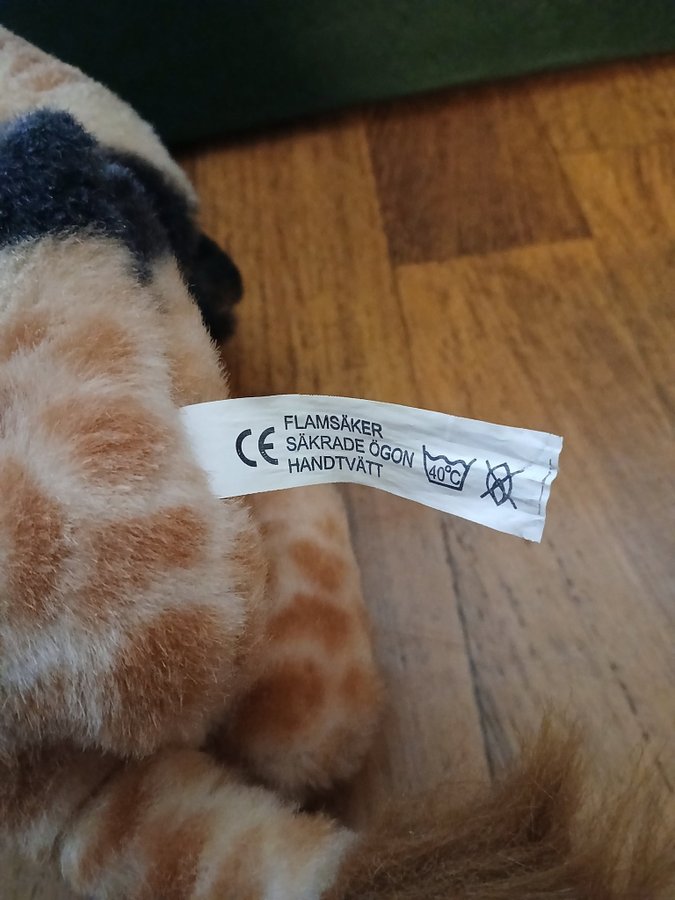 CE
FLAMSÄKER
SÄKRADE ÖGON
HANDTVÄTT
40°C